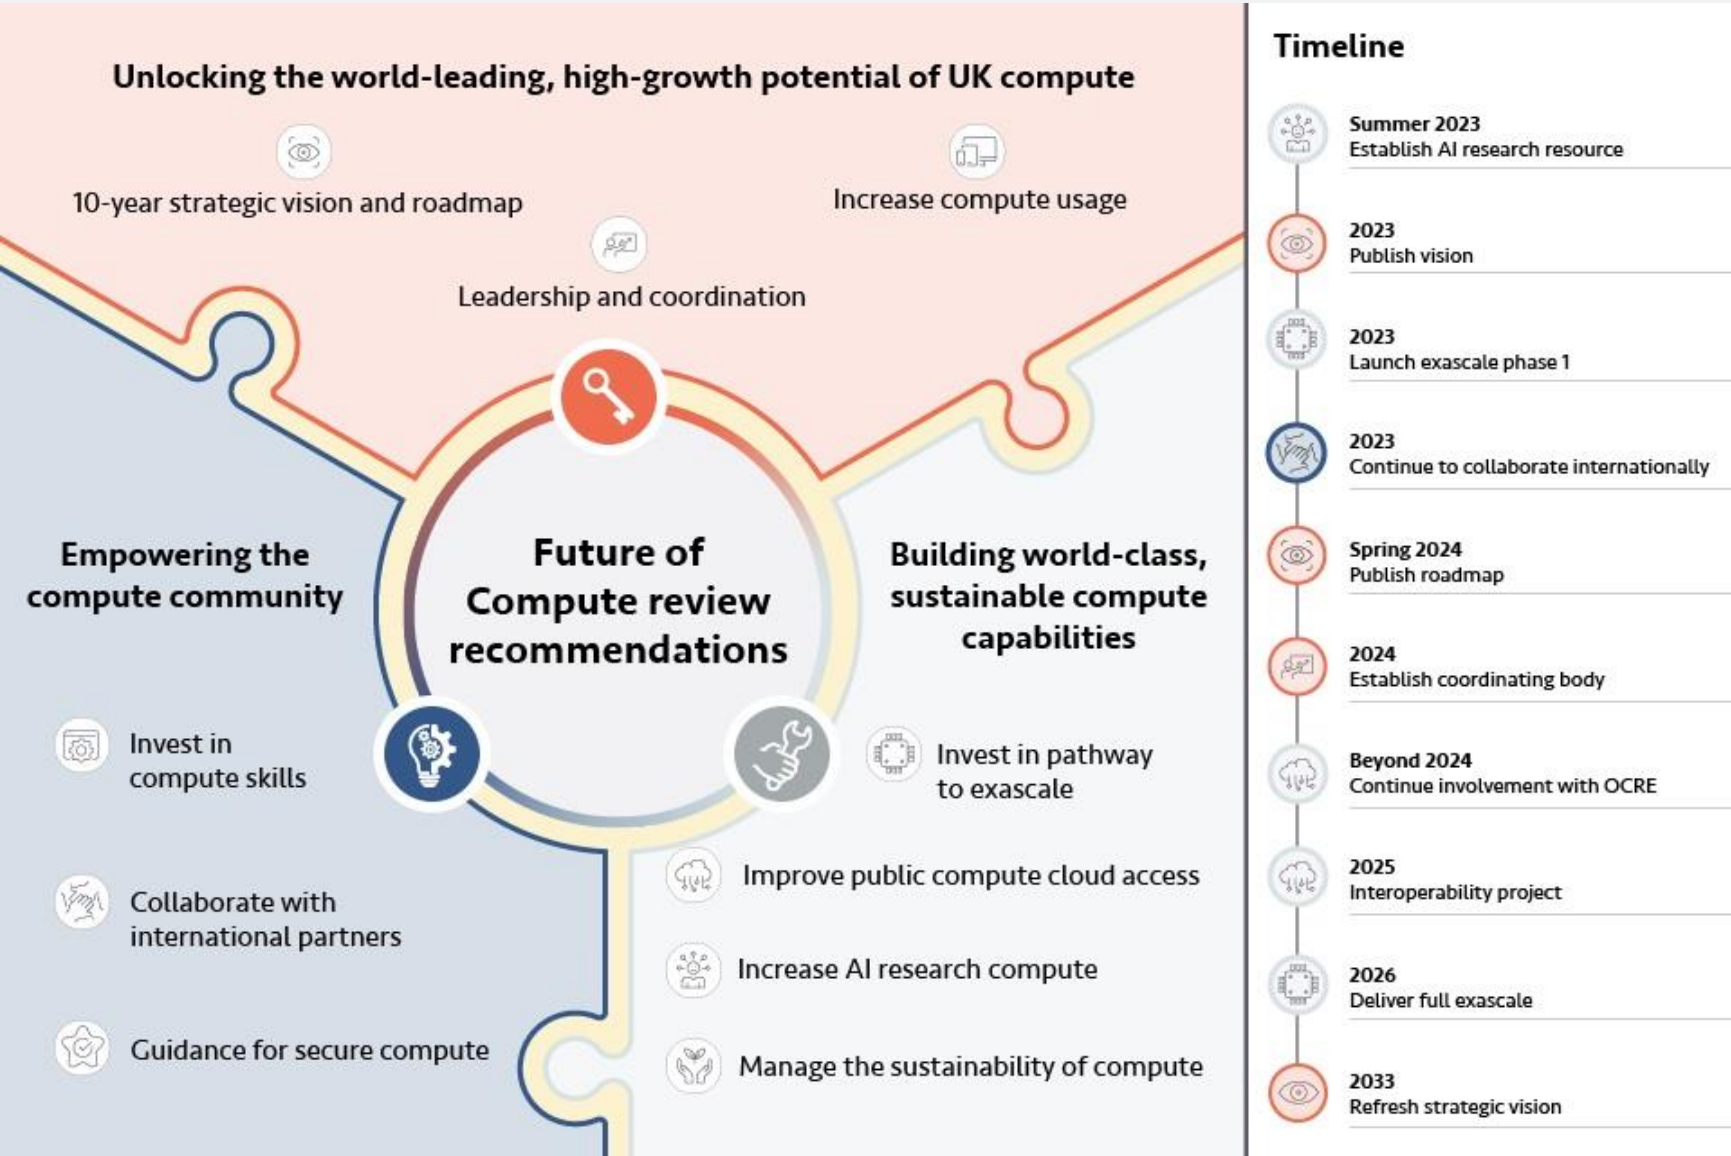 Unlocking the world-leading, high-growth potential of UK compute
10-year strategic vision and roadmap
Increase compute usage
Leadership and coordination
Empowering the
compute community
Invest in
compute skills
Collaborate with
international partners
Guidance for secure compute
Future of
Compute review
recommendations
Building world-class,
sustainable compute
capabilities
Invest in pathway
to exascale
Improve public compute cloud access
Increase AI research compute
Manage the sustainability of compute
Timeline
Summer 2023
Establish AI research resource
2023
Publish vision
2023
Launch exascale phase 1
2023
Continue to collaborate internationally
Spring 2024
Publish roadmap
2024
Establish coordinating body
Beyond 2024
Continue involvement with OCRE
2025
Interoperability project
2026
Deliver full exascale
2033
Refresh strategic vision